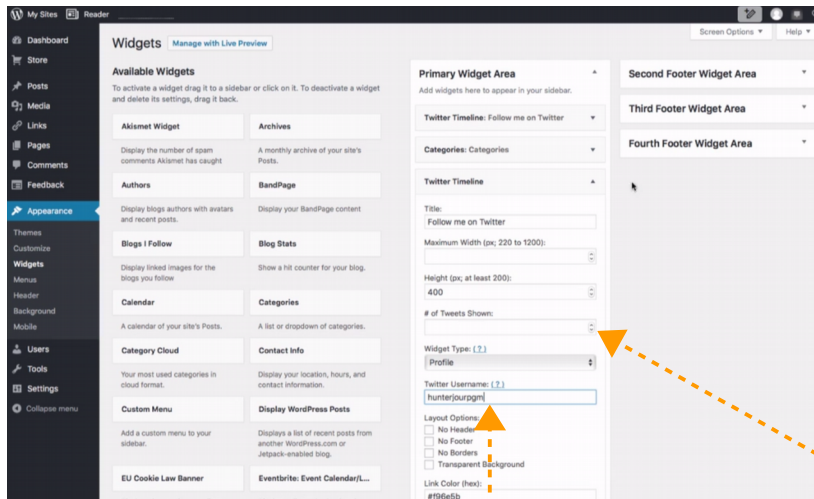 My Sites
Reader
Screen Options
Help
Dashboard
Store
Posts
Media
Links
Pages
Comments
Feedback
Appearance
Themes
Customize
Widgets
Menus
Header
Background
Mobile
Users
Tools
Settings
Collapse menu
Widgets
Manage with Live Preview
Available Widgets
To activate a widget drag it to a sidebar or click on it. To deactivate a widget
and delete its settings, drag it back.
Akismet Widget
Archives
Display the number of spam
comments Akismet has caught
A monthly archive of your site's
Posts.
Authors
BandPage
Display blogs authors with avatars
and recent posts.
Display your BandPage content
Blogs I Follow
Blog Stats
Display linked images for the
blogs you follow
Show a hit counter for your blog.
Calendar
Categories
A calendar of your site's Posts.
A list or dropdown of categories.
Category Cloud
Contact Info
Your most used categories in
cloud format.
Display your location, hours, and
contact information.
Custom Menu
Display WordPress Posts
Add a custom menu to your
sidebar.
Displays a list of recent posts from
another WordPress.com or
Jetpack-enabled blog.
EU Cookie Law Banner
Eventbrite: Event Calendar/L...
Primary Widget Area
Add widgets here to appear in your sidebar.
Twitter Timeline: Follow me on Twitter
Categories: Categories
Twitter Timeline
Title:
Follow me on Twitter
Maximum Width (px; 220 to 1200):
Height (px; at least 200):
400
# of Tweets Shown:
Widget Type: (?)
Profile
Twitter Username: (?)
hunterjourpgm
Layout Options:
No Header
No Footer
No Borders
Transparent Background
Link Color (hex):
#f96e5b
Second Footer Widget Area
Third Footer Widget Area
Fourth Footer Widget Area